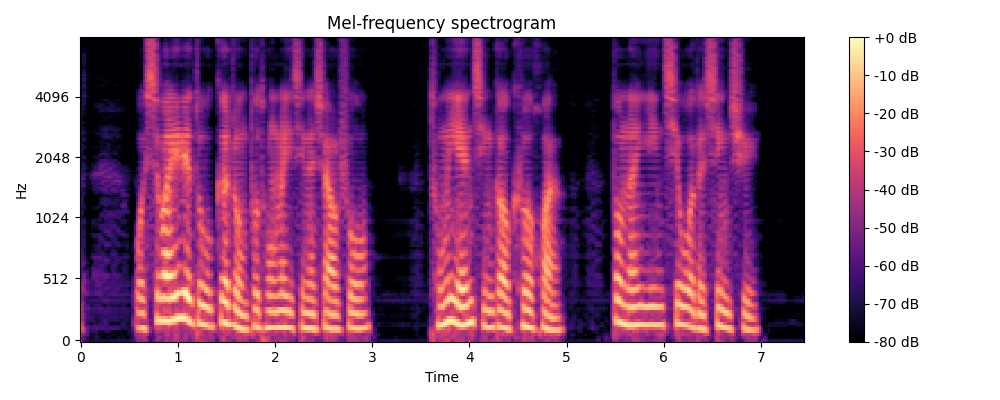 Mel-frequency spectrogram
Hz
4096
2048
1024
512
0
0 1 2 3 4 5 6 7
Time
+0 dB
-10 dB
-20 dB
-30 dB
-40 dB
-50 dB
-60 dB
-70 dB
-80 dB